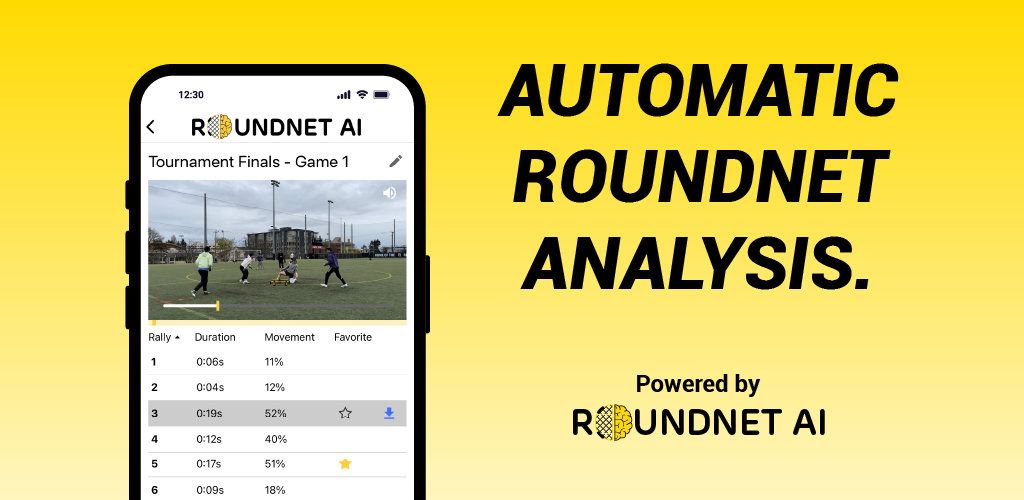 12:30
ROUNDNET AI
Tournament Finals - Game 1
Rally Duration Movement Favorite
1 0:06s 11%
2 0:04s 12%
3 0:19s 52%
4 0:12s 40%
5 0:17s 51%
6 0:09s 18%
AUTOMATIC
ROUNDNET
ANALYSIS.
Powered by
ROUNDNET AI